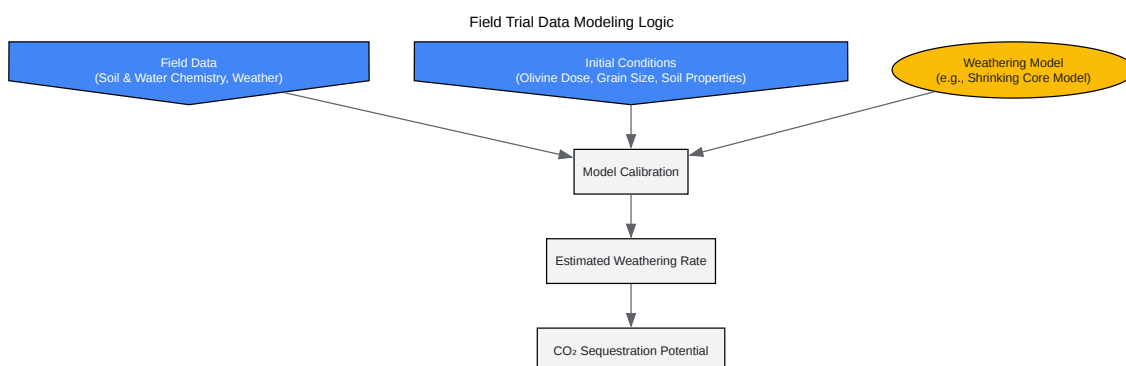 Field Trial Data Modeling Logic
Field Data
(Soil & Water Chemistry, Weather)
Initial Conditions
(Olivine Dose, Grain Size, Soil Properties)
Weathering Model
(e.g., Shrinking Core Model)
Model Calibration
Estimated Weathering Rate
CO₂ Sequestration Potential